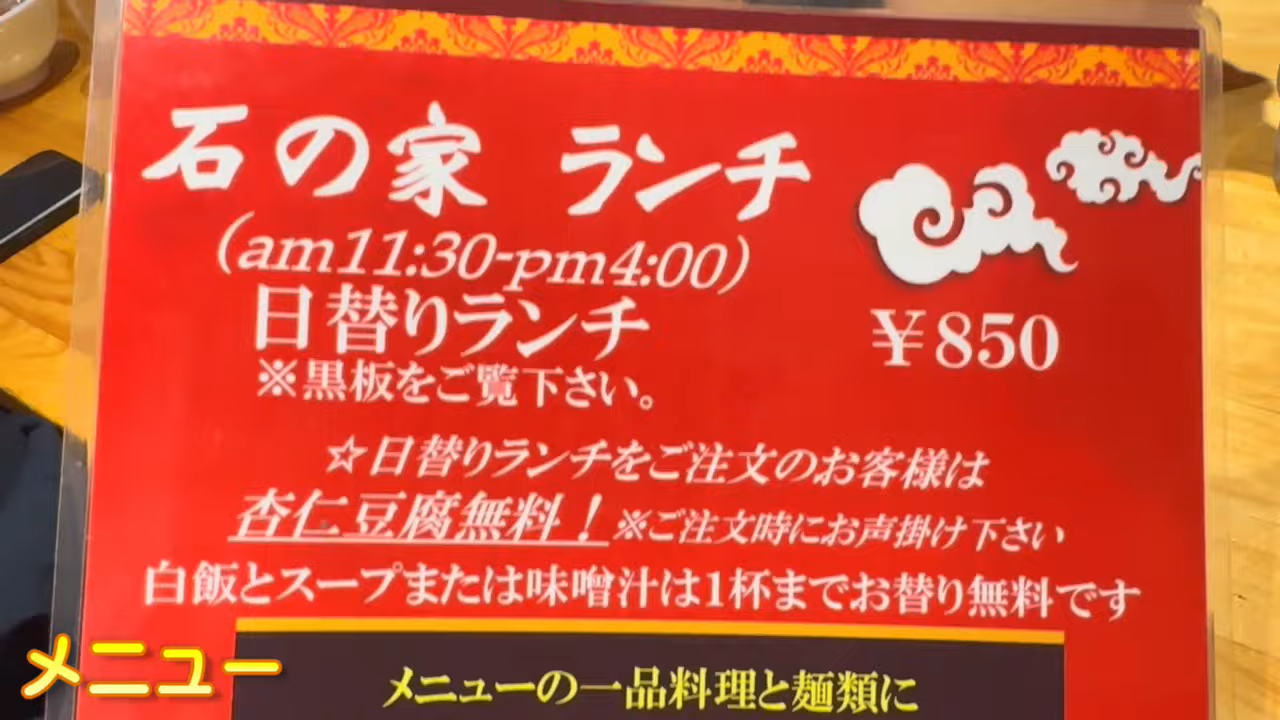 石の家 ランチ
(am11:30-pm4:00)
日替りランチ ￥850
※黒板をご覧下さい。
☆日替りランチをご注文のお客様は
杏仁豆腐無料！※ご注文時にお声掛け下さい
白飯とスープまたは味噌汁は1杯までお替り無料です
メニューの一品料理と麺類に
メニュー